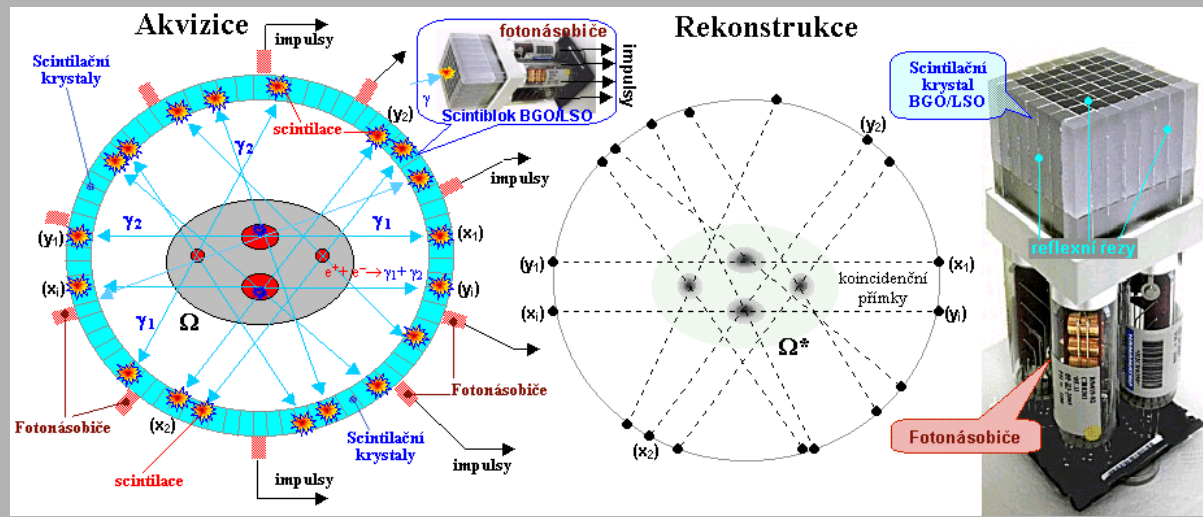 Akvizice
impulsy
Scintilační
krystaly
scintilace
γ₂
(y₂)
fotonásobiče
impulsy
γ
Scintiblok BGO/LSO
impulsy
(y₁)
γ₂
γ₁
(x₁)
e⁺+ e⁻→ γ₁+ γ₂
(xᵢ)
(yᵢ)
Ω
γ₁
Fotonásobiče
Fotonásobiče
(x₂)
Scintilační
krystaly
scintilace
impulsy
impulsy
Rekonstrukce
(y₂)
(y₁)
(x₁)
koincidenční
přímky
(xᵢ)
(yᵢ)
Ω*
(x₂)
Scintilační
krystal
BGO/LSO
reflexní řezy
HAMAMATSU
Fotonásobiče